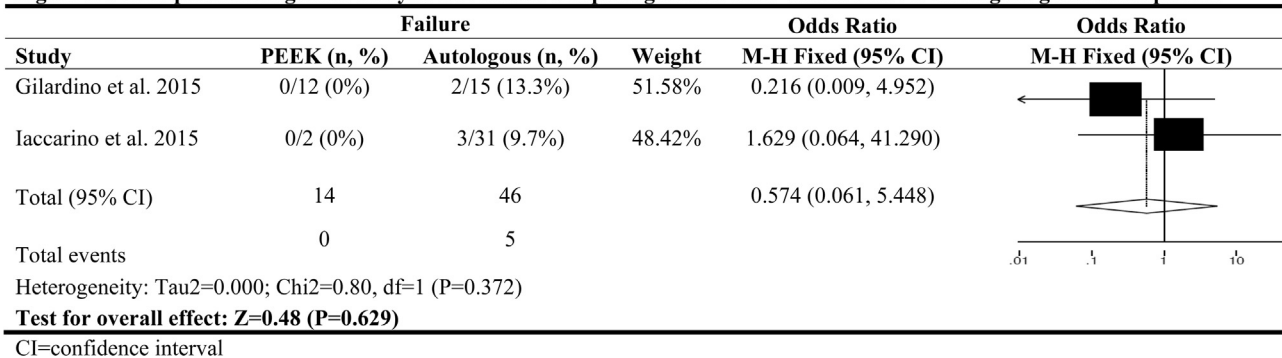 Failure Odds Ratio Odds Ratio
Study PEEK (n, %) Autologous (n, %) Weight M-H Fixed (95% CI) M-H Fixed (95% CI)
Gilardino et al. 2015 0/12 (0%) 2/15 (13.3%) 51.58% 0.216 (0.009, 4.952)
Iaccarino et al. 2015 0/2 (0%) 3/31 (9.7%) 48.42% 1.629 (0.064, 41.290)
Total (95% CI) 14 46 0.574 (0.061, 5.448)
Total events 0 5
.01 .1 1 10
Heterogeneity: Tau2=0.000; Chi2=0.80, df=1 (P=0.372)
Test for overall effect: Z=0.48 (P=0.629)
CI=confidence interval